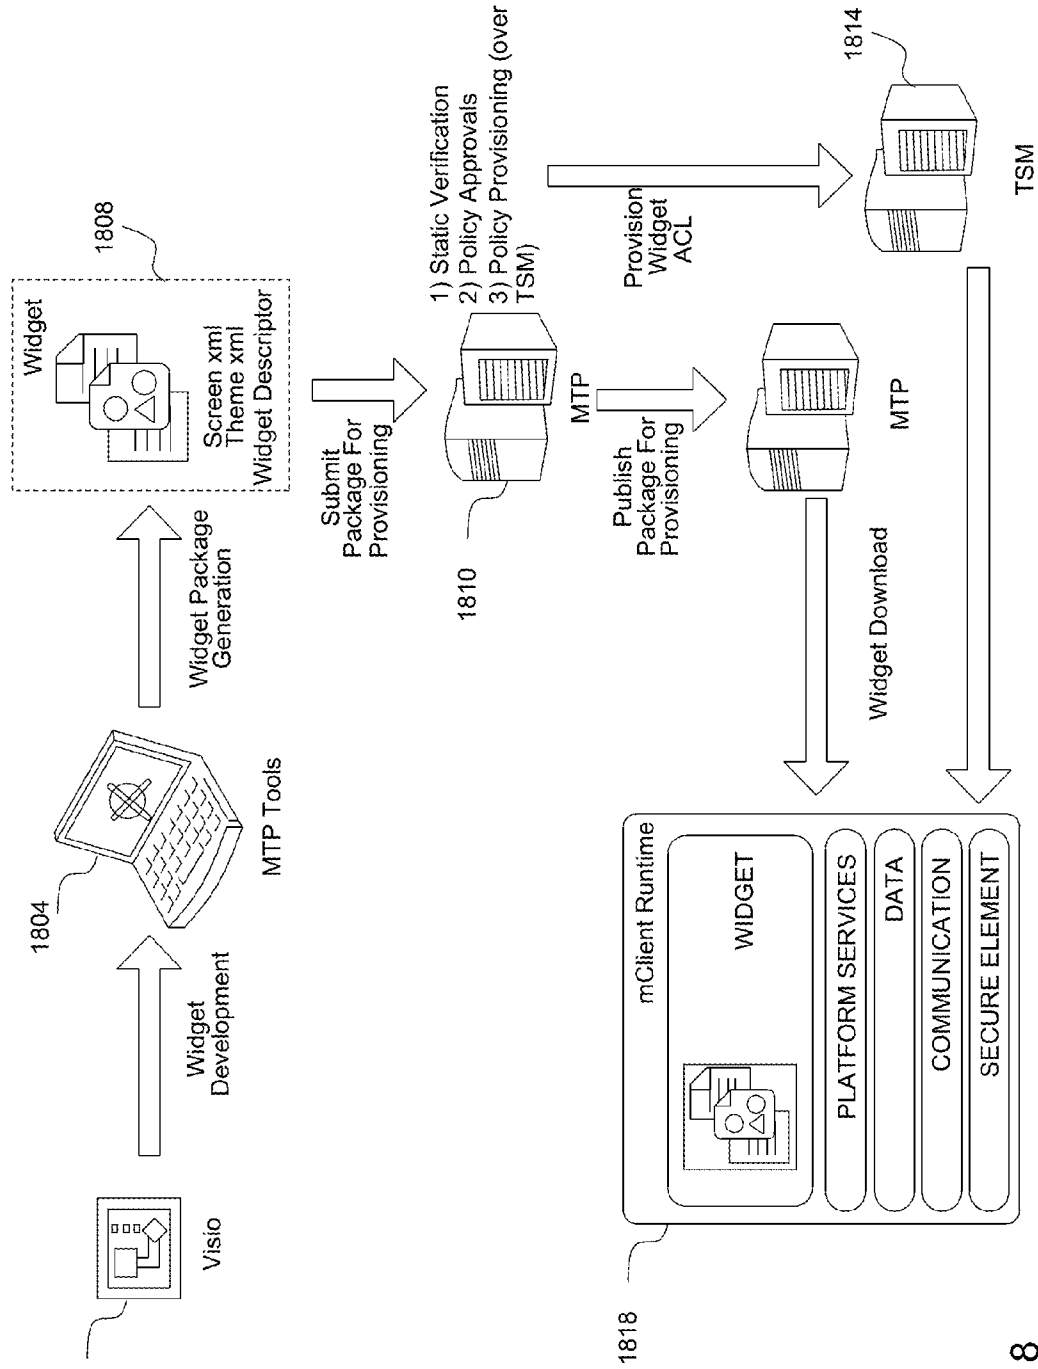 Visio
Widget
Development
1804
MTP Tools
Widget Package
Generation
1808
Widget
Screen xml
Theme xml
Widget Descriptor
Submit
Package For
Provisioning
1810
MTP
1) Static Verification
2) Policy Approvals
3) Policy Provisioning (over
TSM)
Publish
Package For
Provisioning
MTP
Provision
Widget
ACL
1814
TSM
Widget Download
1818
mClient Runtime
WIDGET
PLATFORM SERVICES
DATA
COMMUNICATION
SECURE ELEMENT
8